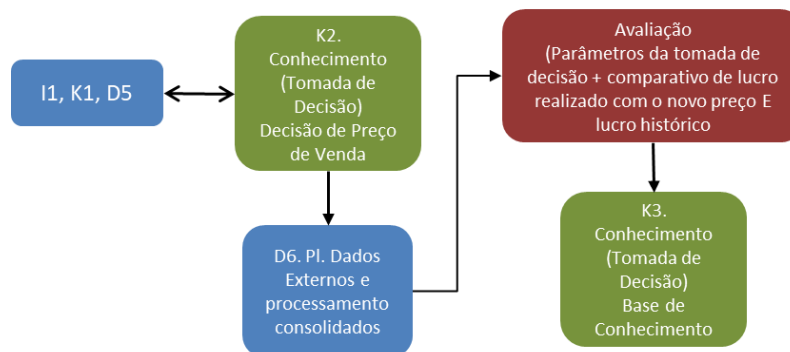 I1, K1, D5
K2.
Conhecimento
(Tomada de
Decisão)
Decisão de Preço
de Venda
D6. Pl. Dados
Externos e
processamento
consolidados
Avaliação
(Parâmetros da tomada de
decisão + comparativo de lucro
realizado com o novo preço E
lucro histórico
K3.
Conhecimento
(Tomada de
Decisão)
Base de
Conhecimento